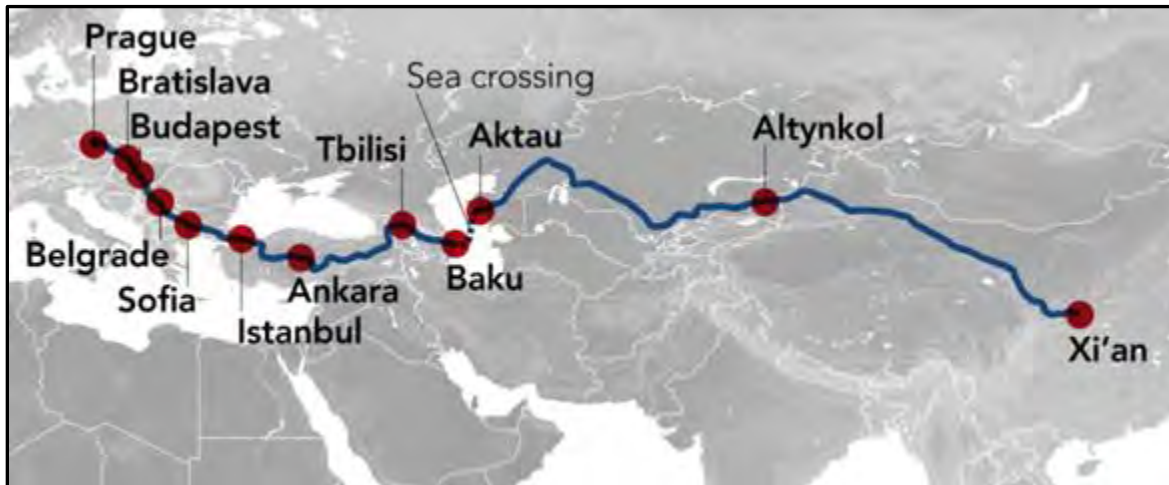 Prague
Bratislava
Budapest
Sea crossing
Tbilisi
Aktau
Altynkol
Belgrade
Sofia
Istanbul
Ankara
Baku
Xi’an